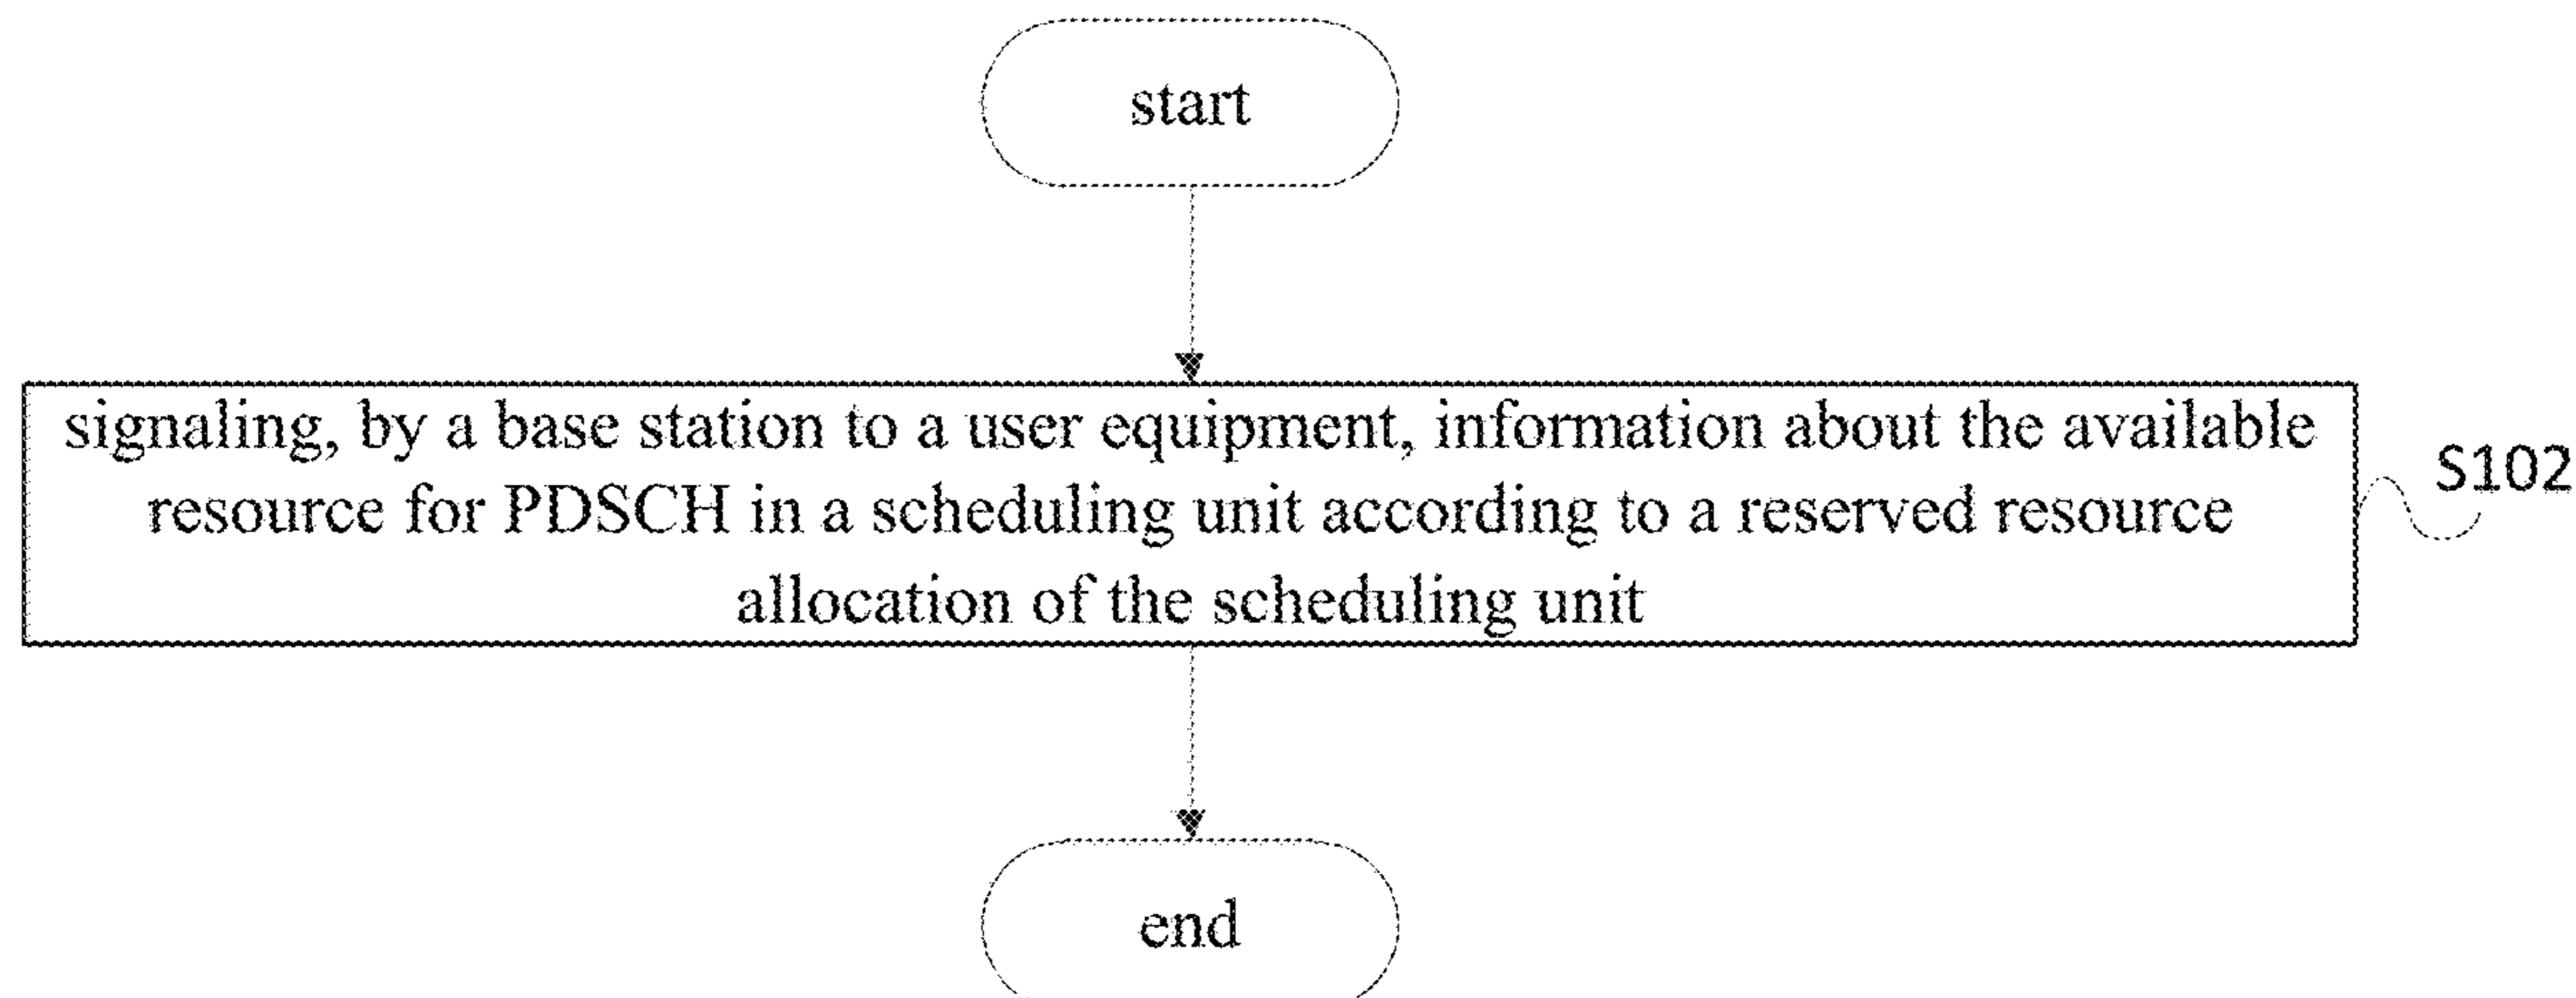 start
signaling, by a base station to a user equipment, information about the available
resource for PDSCH in a scheduling unit according to a reserved resource
allocation of the scheduling unit
S102
end